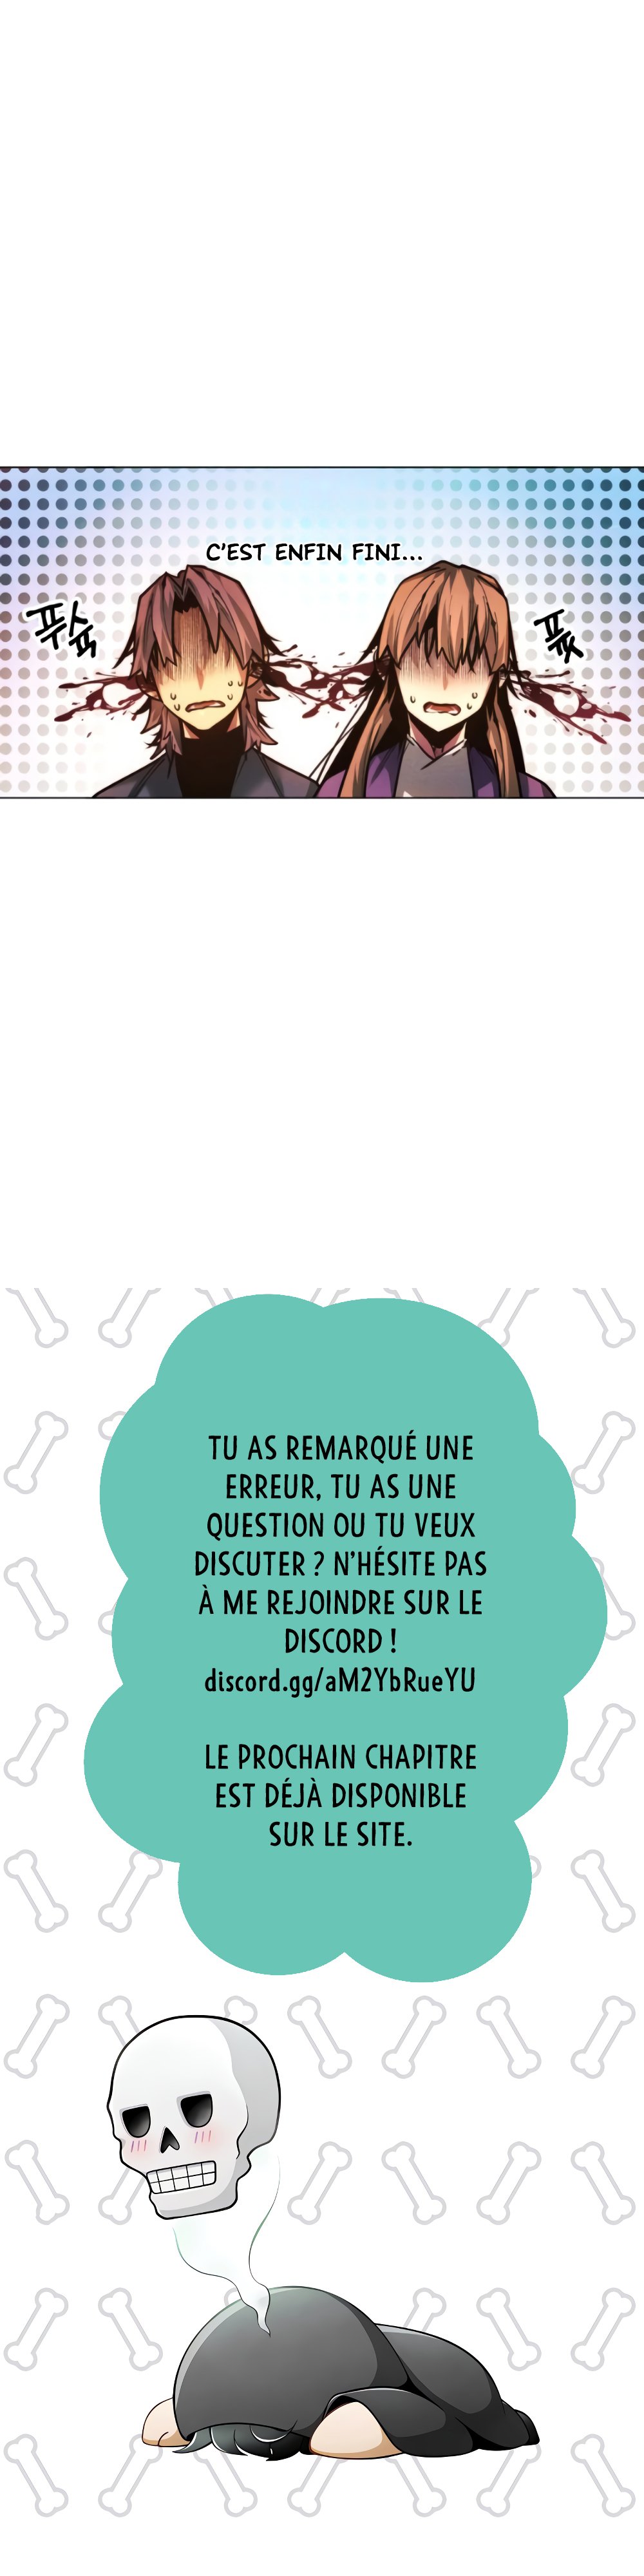 C'EST ENFIN FINI...
푸슉
퓻
TU AS REMARQUÉ UNE
ERREUR, TU AS UNE
QUESTION OU TU VEUX
DISCUTER ? N'HÉSITE PAS
À ME REJOINDRE SUR LE
DISCORD !
discord.gg/aM2YbRueYU
LE PROCHAIN CHAPITRE
EST DÉJÀ DISPONIBLE
SUR LE SITE.